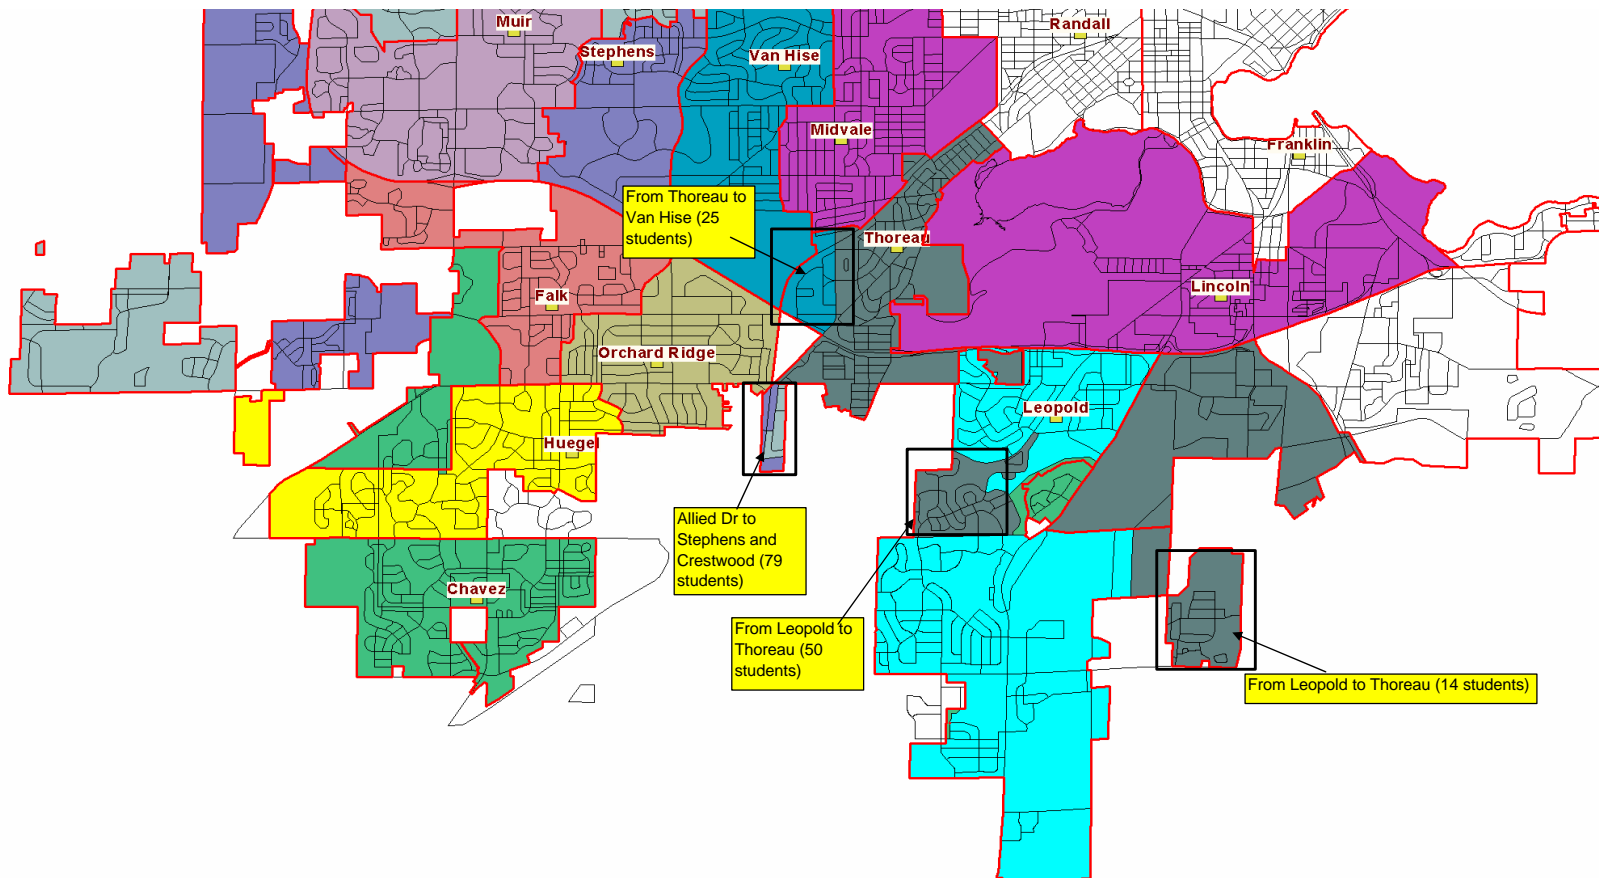 Muir
Randall
Stephens
Van Hise
Midvale
Franklin
From Thoreau to
Van Hise (25
students)
Thoreau
Lincoln
Falk
Orchard Ridge
Leopold
Huegel
Allied Dr to
Stephens and
Crestwood (79
students)
Chavez
From Leopold to
Thoreau (50
students)
From Leopold to Thoreau (14 students)